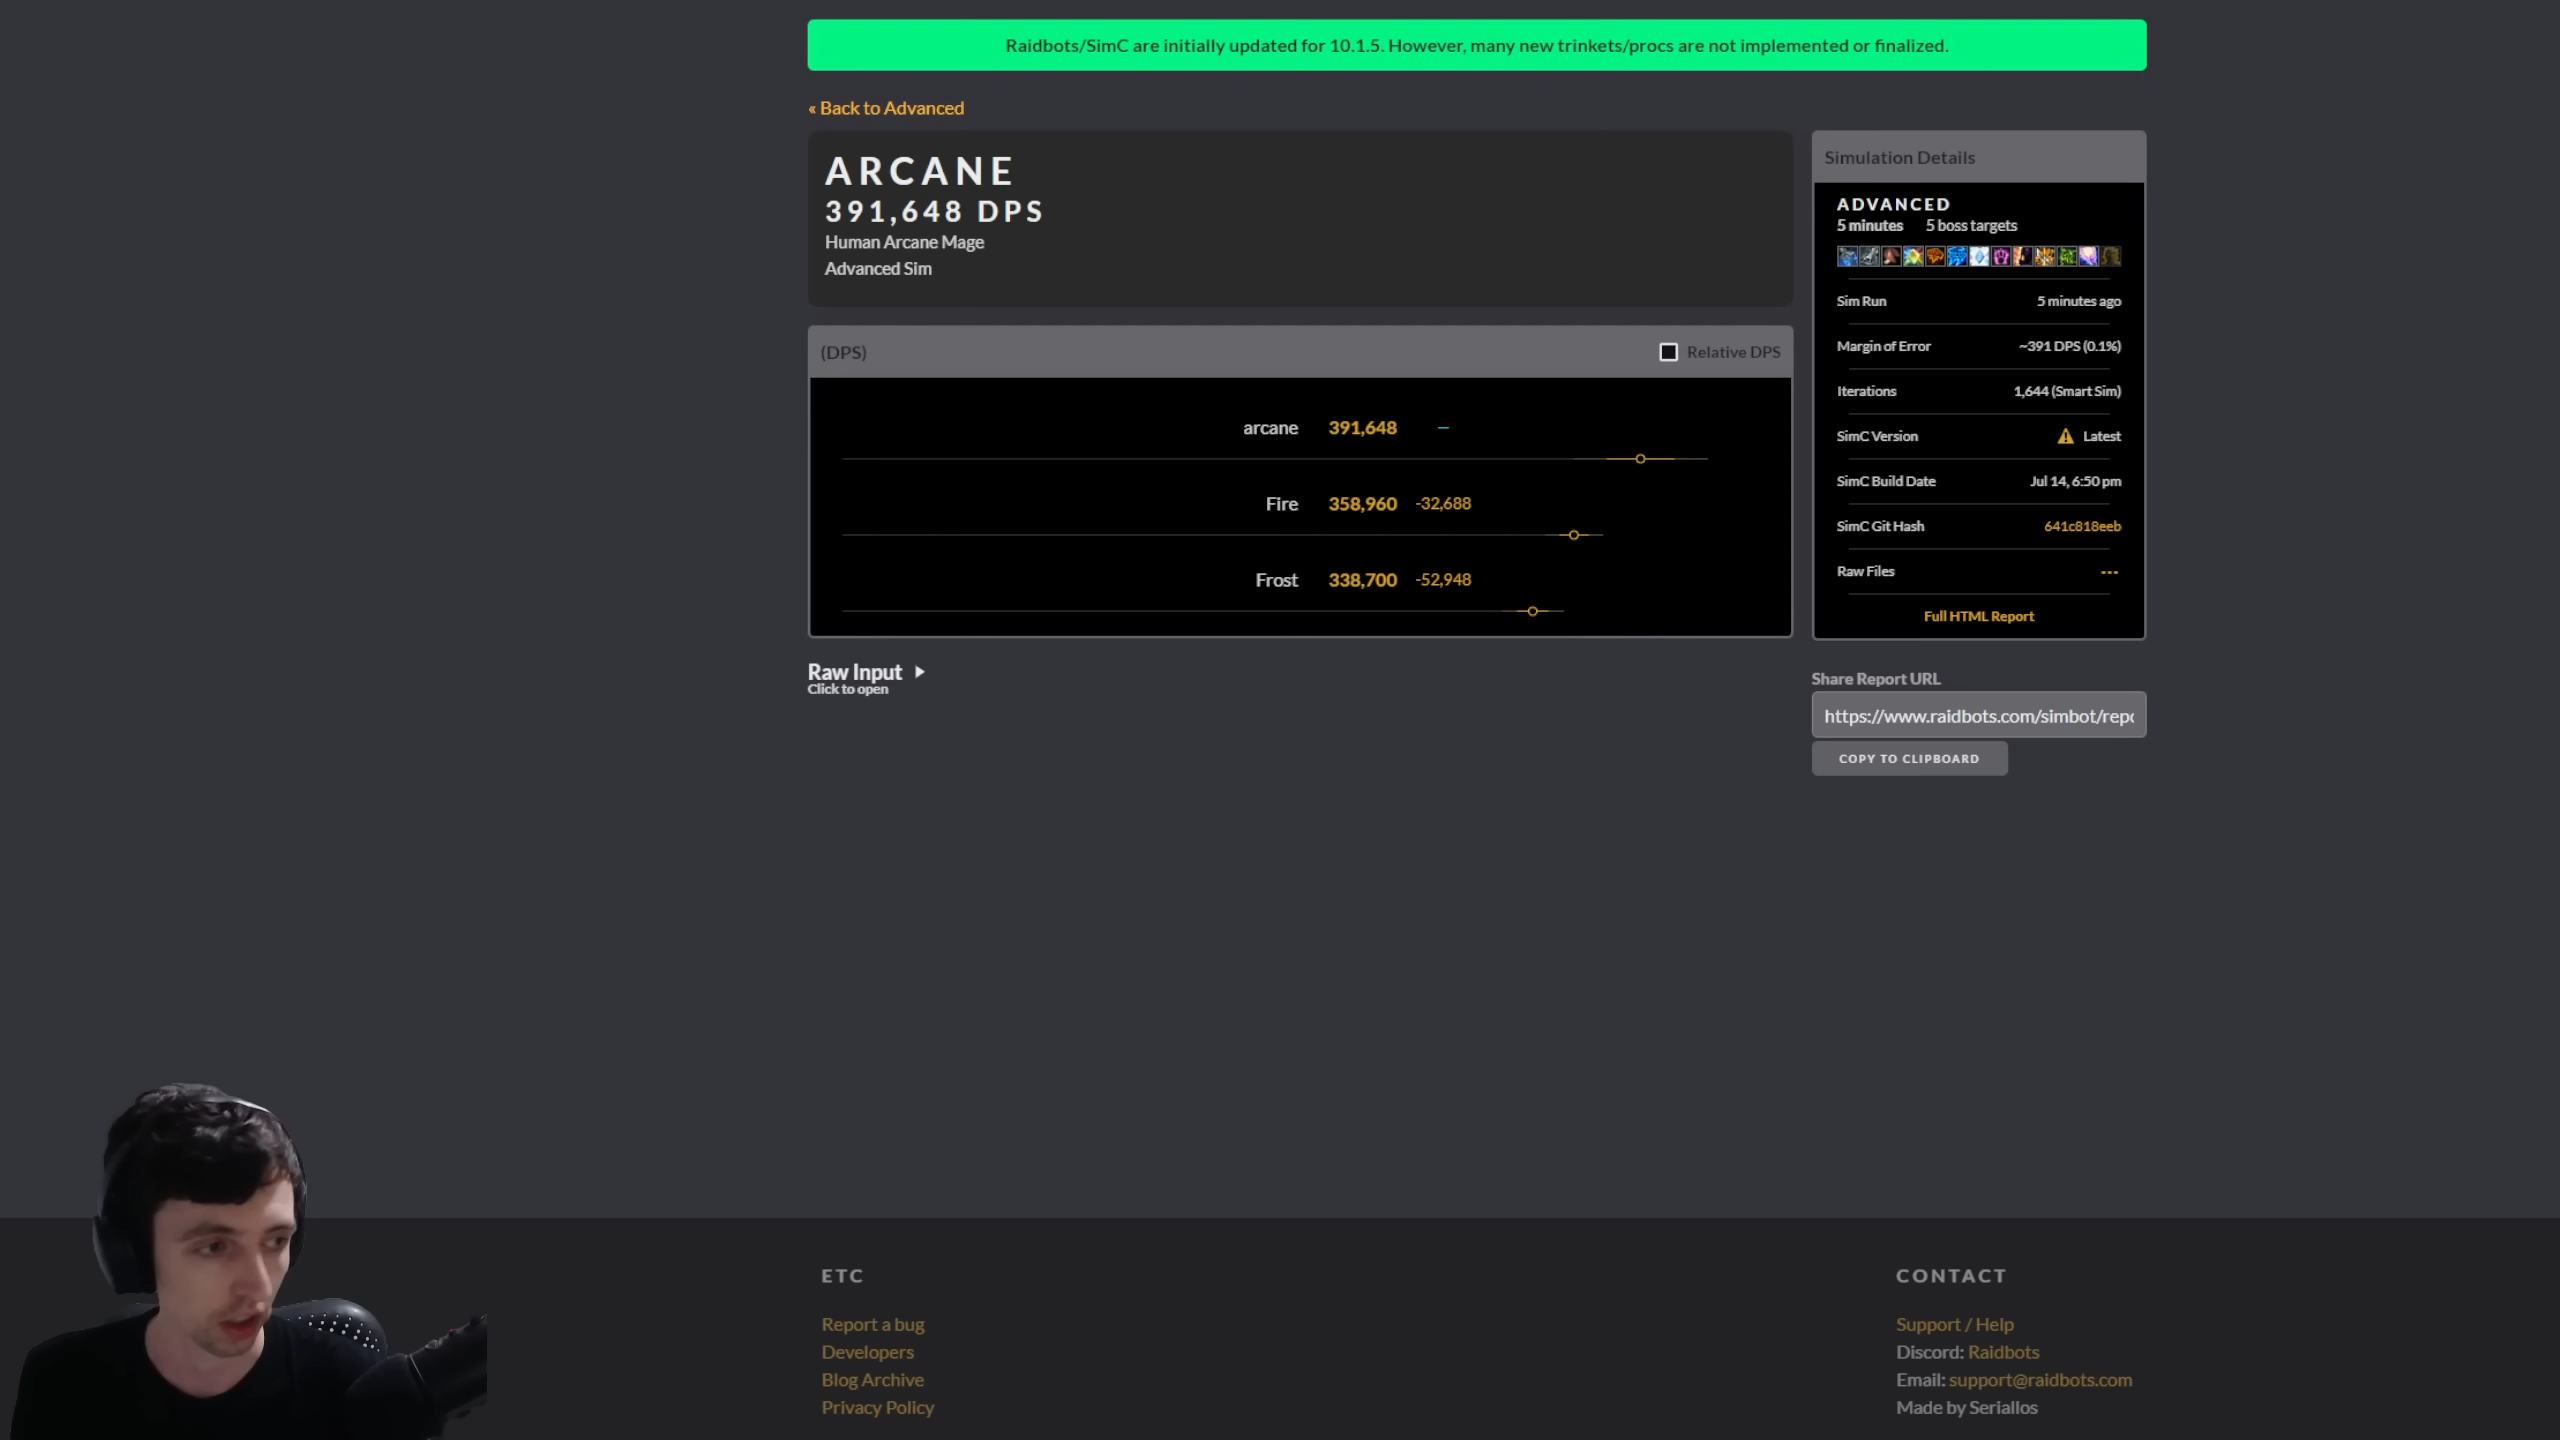 Raidbots/SimC are initially updated for 10.1.5. However, many new trinkets/procs are not implemented or finalized.
« Back to Advanced
ARCANE
391,648 DPS
Human Arcane Mage
Advanced Sim
(DPS)
Relative DPS
arcane 391,648 —
Fire 358,960 -32,688
Frost 338,700 -52,948
Raw Input
Click to open
Simulation Details
ADVANCED
5 minutes 5 boss targets
Sim Run 5 minutes ago
Margin of Error ~391 DPS (0.1%)
Iterations 1,644 (Smart Sim)
SimC Version Latest
SimC Build Date Jul 14, 6:50 pm
SimC Git Hash 641c818eeb
Raw Files ---
Full HTML Report
Share Report URL
https://www.raidbots.com/simbot/repo
COPY TO CLIPBOARD
ETC
Report a bug
Developers
Blog Archive
Privacy Policy
CONTACT
Support / Help
Discord: Raidbots
Email: support@raidbots.com
Made by Seriallos